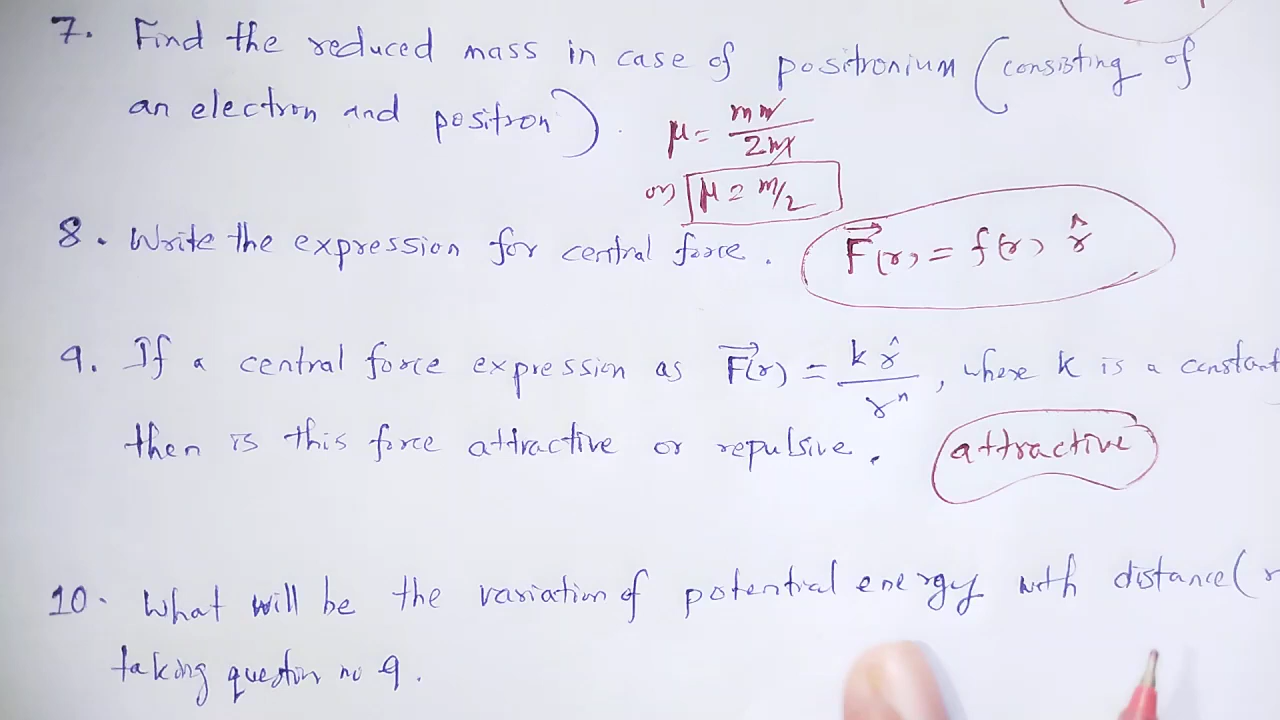 7. Find the reduced mass in case of positronium (consisting of
an electron and positron).
μ = mm/2m
or μ = m/2
8. Write the expression for central force. F⃗(r) = f(r) r̂
9. If a central force expression as F⃗(r) = k r̂/rⁿ, where k is a constant
then is this force attractive or repulsive. attractive
10. What will be the variation of potential energy with distance (r
taking question no 9.